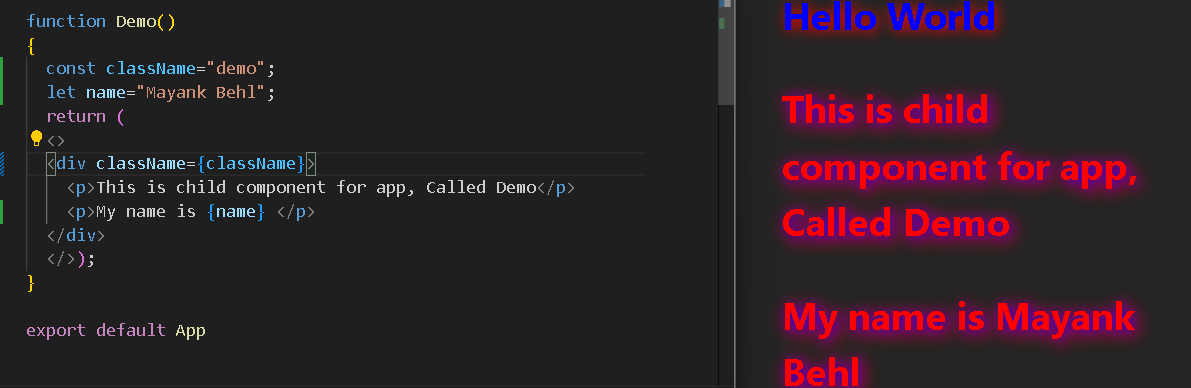 function Demo()
{
const className="demo";
let name="Mayank Behl";
return (
<>
<div className={className}>
<p>This is child component for app, Called Demo</p>
<p>My name is {name} </p>
</div>
</>);
}
export default App
Hello World
This is child
component for app,
Called Demo
My name is Mayank
Behl